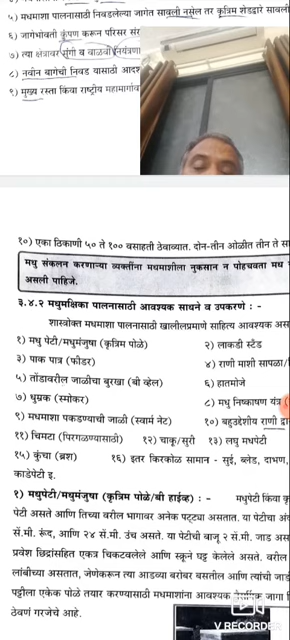 ५) मधमाशा पालनासाठी निवडलेल्या जागेत सावली नसेल तर कृत्रिम शेडद्वारे सावली
६) जागेभोवती कुंपण करून परिसर संर
७) त्या क्षेत्रावर मुंगी व वाळवी नियंत्रणा
८) नवीन बागेची निवड यासाठी आदश
९) मुख्य रस्ता किंवा राष्ट्रीय महामार्गाव
१०) एका ठिकाणी ५० ते १०० वसाहती ठेवाव्यात. दोन-तीन ओळीत तीन ते सा
मधु संकलन करणाऱ्या व्यक्तींना मधमाशीला नुकसान न पोहचवता मध
असली पाहिजे.
३.४.२ मधुमक्षिका पालनासाठी आवश्यक साधने व उपकरणे : -
शास्त्रोक्त मधमाशा पालनासाठी खालीलप्रमाणे साहित्य आवश्यक अस
१) मधु पेटी/मधुमंजुषा (कृत्रिम पोळे) २) लाकडी स्टँड
३) पाक पात्र (फीडर) ४) राणी माशी सापळा/
५) तोंडावरील जाळीचा बुरखा (बी व्हेल) ६) हातमोजे
७) धुम्रक (स्मोकर) ८) मधु निष्काषण यंत्र (
९) मधमाशा पकडण्याची जाळी (स्वार्म नेट) १०) बहुउद्देशीय राणी द्वा
११) चिमटा (पिरगळण्यासाठी) १२) चाकू/सुरी १३) लघु मधपेटी
१५) कुंचा (ब्रश) १६) इतर किरकोळ सामान - सुई, ब्लेड, दाभण,
काडेपेटी इ.
१) मधुपेटी/मधुमंजुषा (कृत्रिम पोळे/बी हाईव्ह) : - मधुपेटी किंवा कृ
पेटी असते आणि तिच्या वरील भागावर अनेक पट्ट्या असतात. या पेटीचा अं
सें.मी. रूंद, आणि २४ सें.मी. उंच असते. या पेटीची बाजू २ सें.मी. जाड अस
प्रवेश छिद्रांसहित एकत्र चिकटवलेले आणि स्क्रूनं घट्ट केलेले असते. वरील
लांबीच्या असतात, जेणेकरून त्या आडव्या बरोबर बसतील आणि त्यांची जाड
पट्टीला एकेक पोळे तयार करण्यासाठी मधमाशांना आवश्यक जागा
ठेवणं गरजेचे आहे.
V RECORDER